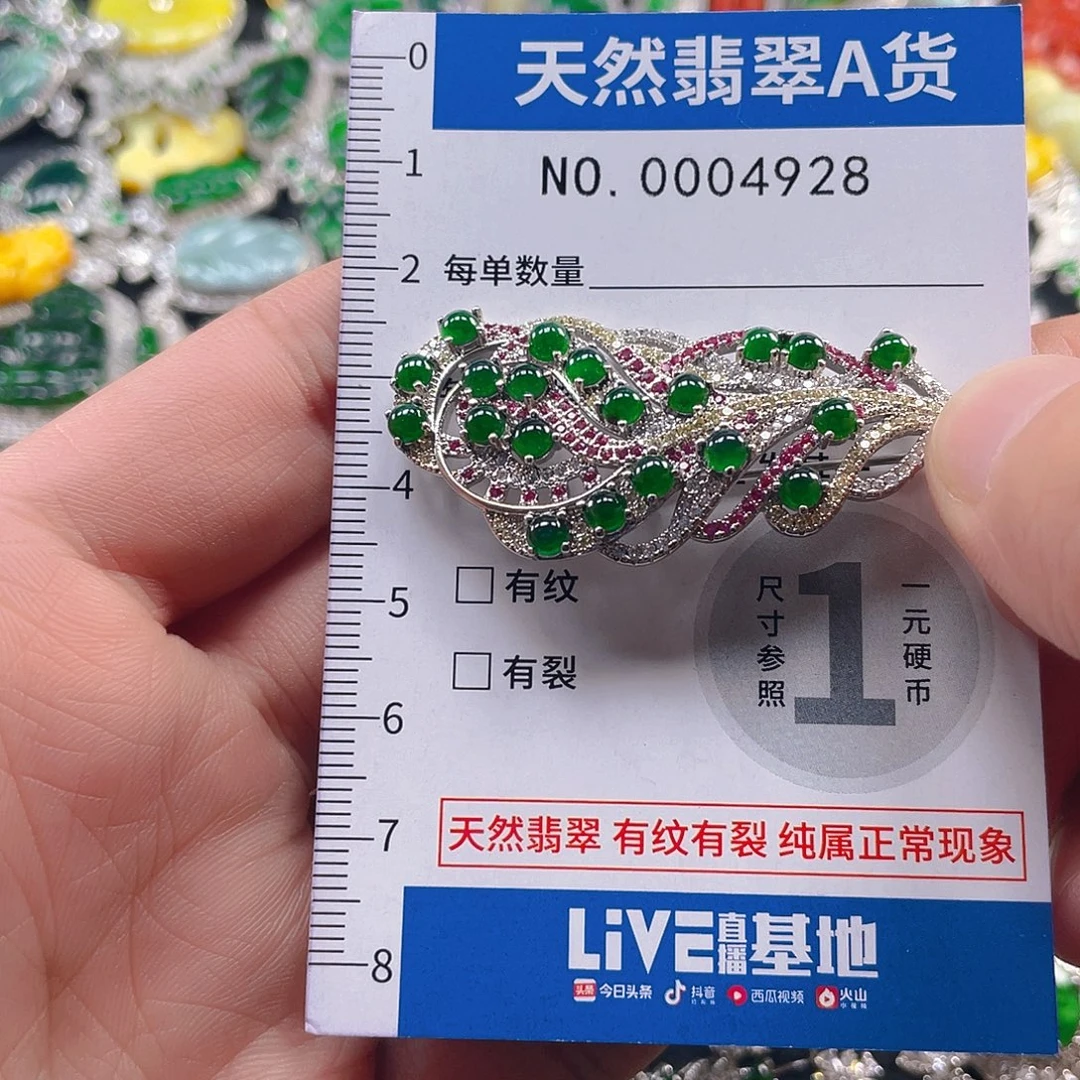 天然翡翠A货
NO. 0004928
每单数量
0
1
2
4
5
6
7
8
有纹
有裂
尺寸参照
1
一元硬币
天然翡翠 有纹有裂 纯属正常现象
LiVE直播基地
头条 今日头条 抖音 西瓜视频 火山